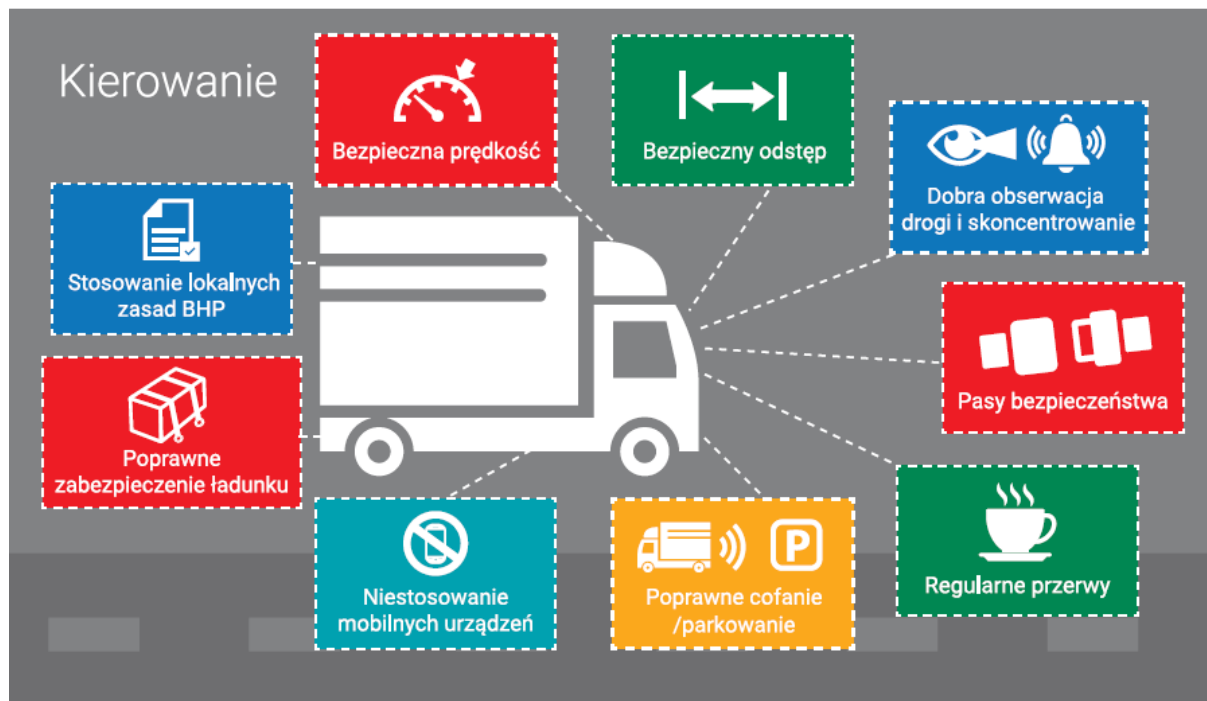 Kierowanie
Bezpieczna prędkość
Bezpieczny odstęp
Dobra obserwacja
drogi i skoncentrowanie
Stosowanie lokalnych
zasad BHP
Pasy bezpieczeństwa
Poprawne
zabezpieczenie ładunku
Niestosowanie
mobilnych urządzeń
P
Poprawne cofanie
/parkowanie
Regularne przerwy